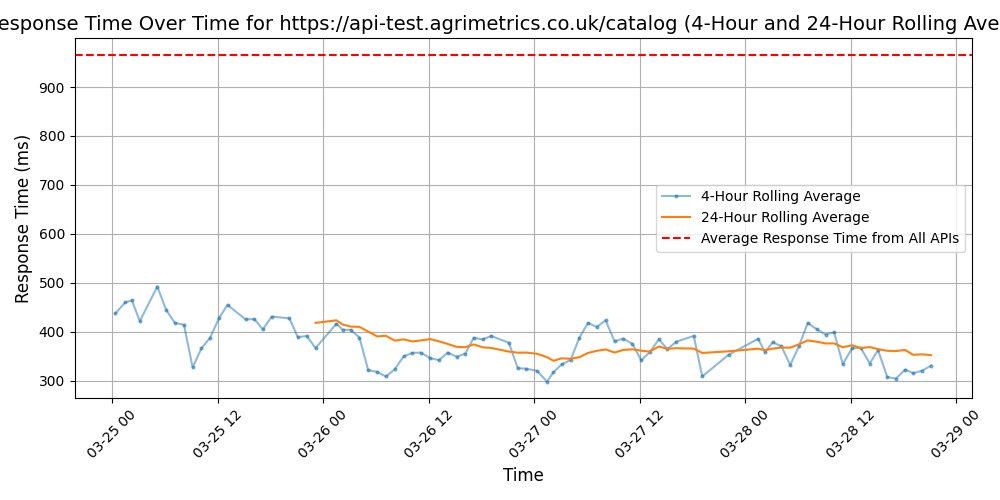 esponse Time Over Time for https://api-test.agrimetrics.co.uk/catalog (4-Hour and 24-Hour Rolling Ave
Response Time (ms)
900
800
700
600
500
400
300
4-Hour Rolling Average
24-Hour Rolling Average
Average Response Time from All APIs
03-25 00
03-25 12
03-26 00
03-26 12
03-27 00
03-27 12
03-28 00
03-28 12
03-29 00
Time